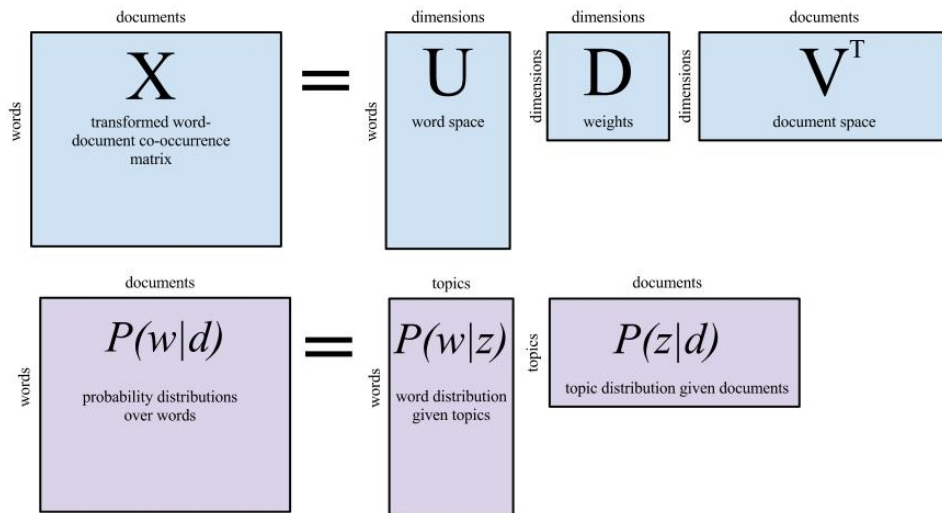 documents
dimensions
dimensions
documents
words
X
transformed word-
document co-occurrence
matrix
=
words
U
word space
dimensions
D
weights
dimensions
V^T
document space
documents
topics
documents
words
P(w|d)
probability distributions
over words
=
words
P(w|z)
word distribution
given topics
topics
P(z|d)
topic distribution given documents